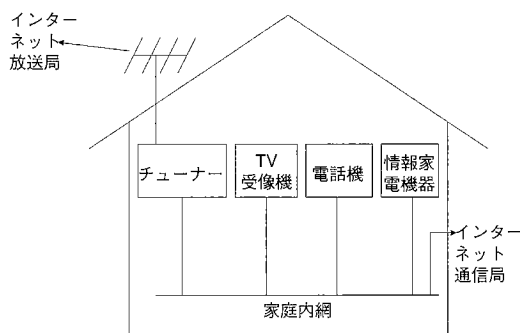 インター
ネット
放送局
チューナー
TV
受像機
電話機
情報家
電機器
インター
ネット
通信局
家庭内網